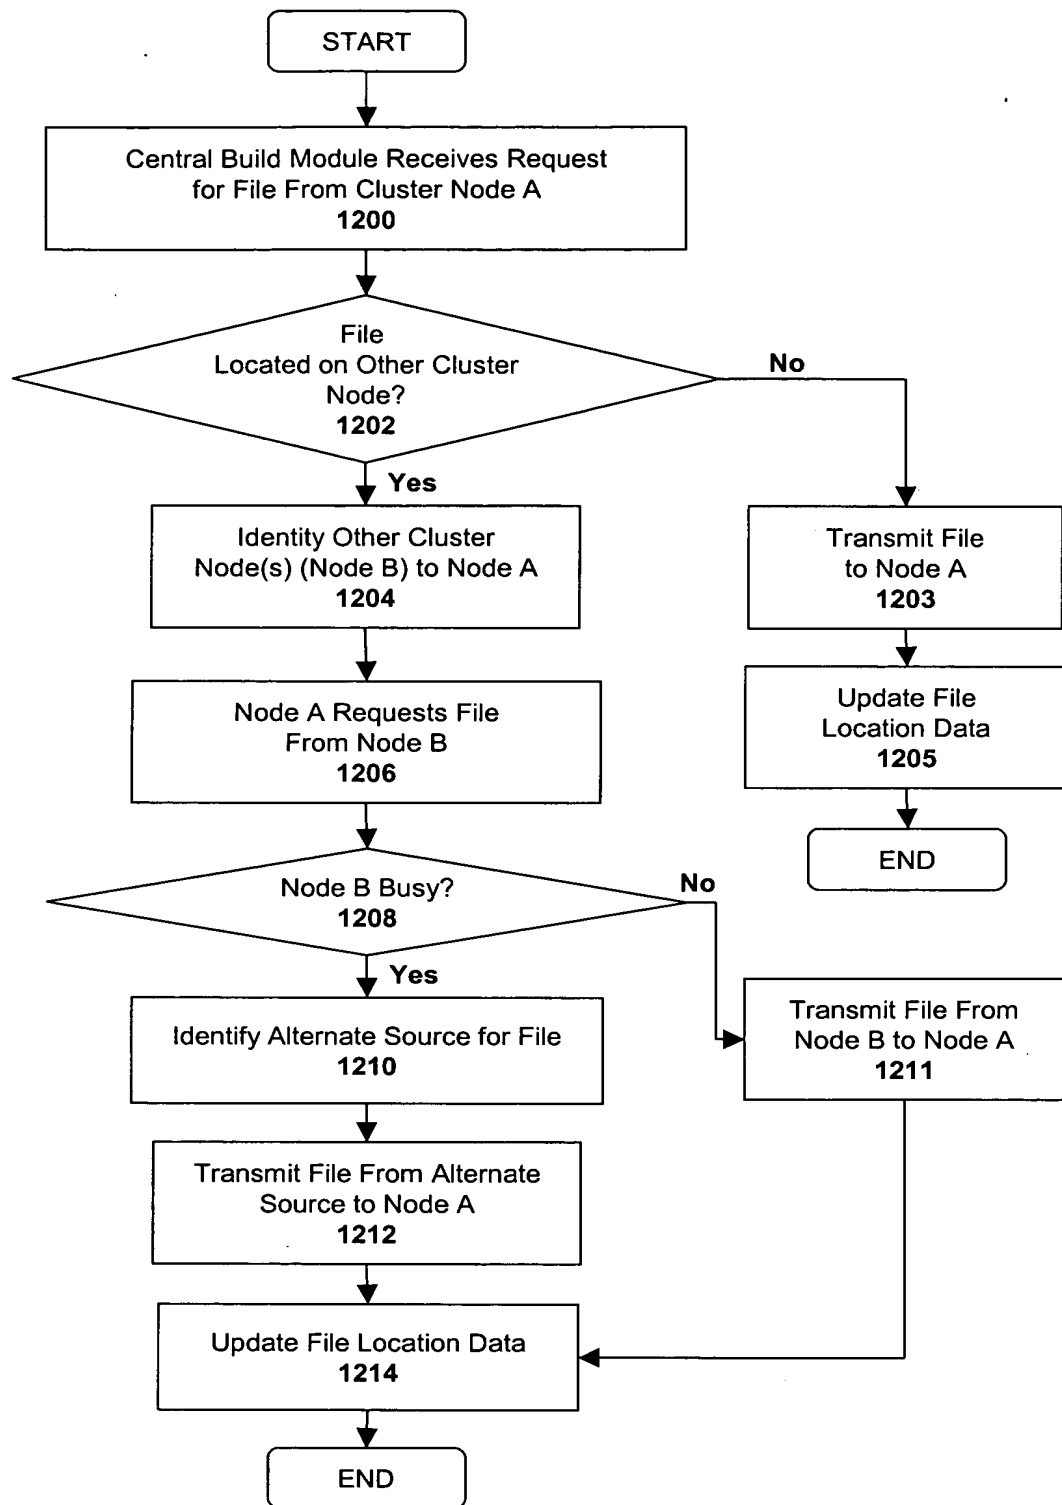 START
Central Build Module Receives Request
for File From Cluster Node A
1200
File
Located on Other Cluster
Node?
1202
No
Yes
Identity Other Cluster
Node(s) (Node B) to Node A
1204
Transmit File
to Node A
1203
Node A Requests File
From Node B
1206
Update File
Location Data
1205
END
Node B Busy?
1208
No
Yes
Identify Alternate Source for File
1210
Transmit File From
Node B to Node A
1211
Transmit File From Alternate
Source to Node A
1212
Update File Location Data
1214
END